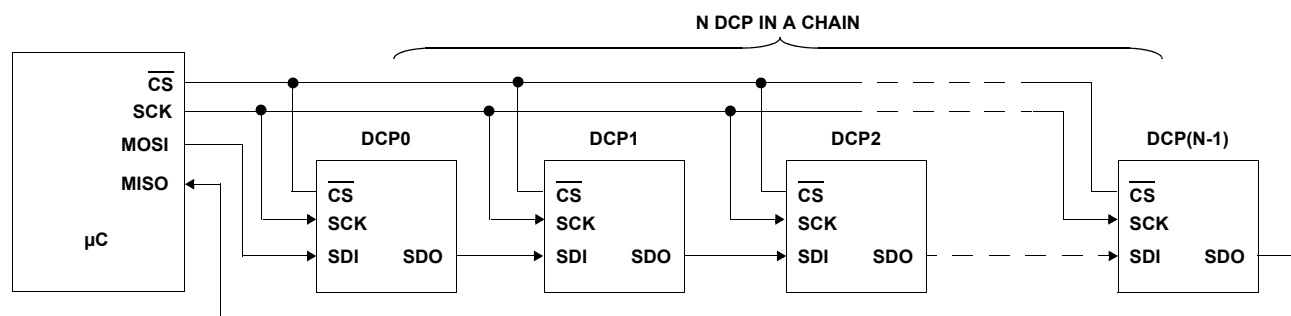 N DCP IN A CHAIN
CS
SCK
MOSI
MISO
µC
DCP0
CS
SCK
SDI SDO
DCP1
CS
SCK
SDI SDO
DCP2
CS
SCK
SDI SDO
DCP(N-1)
CS
SCK
SDI SDO